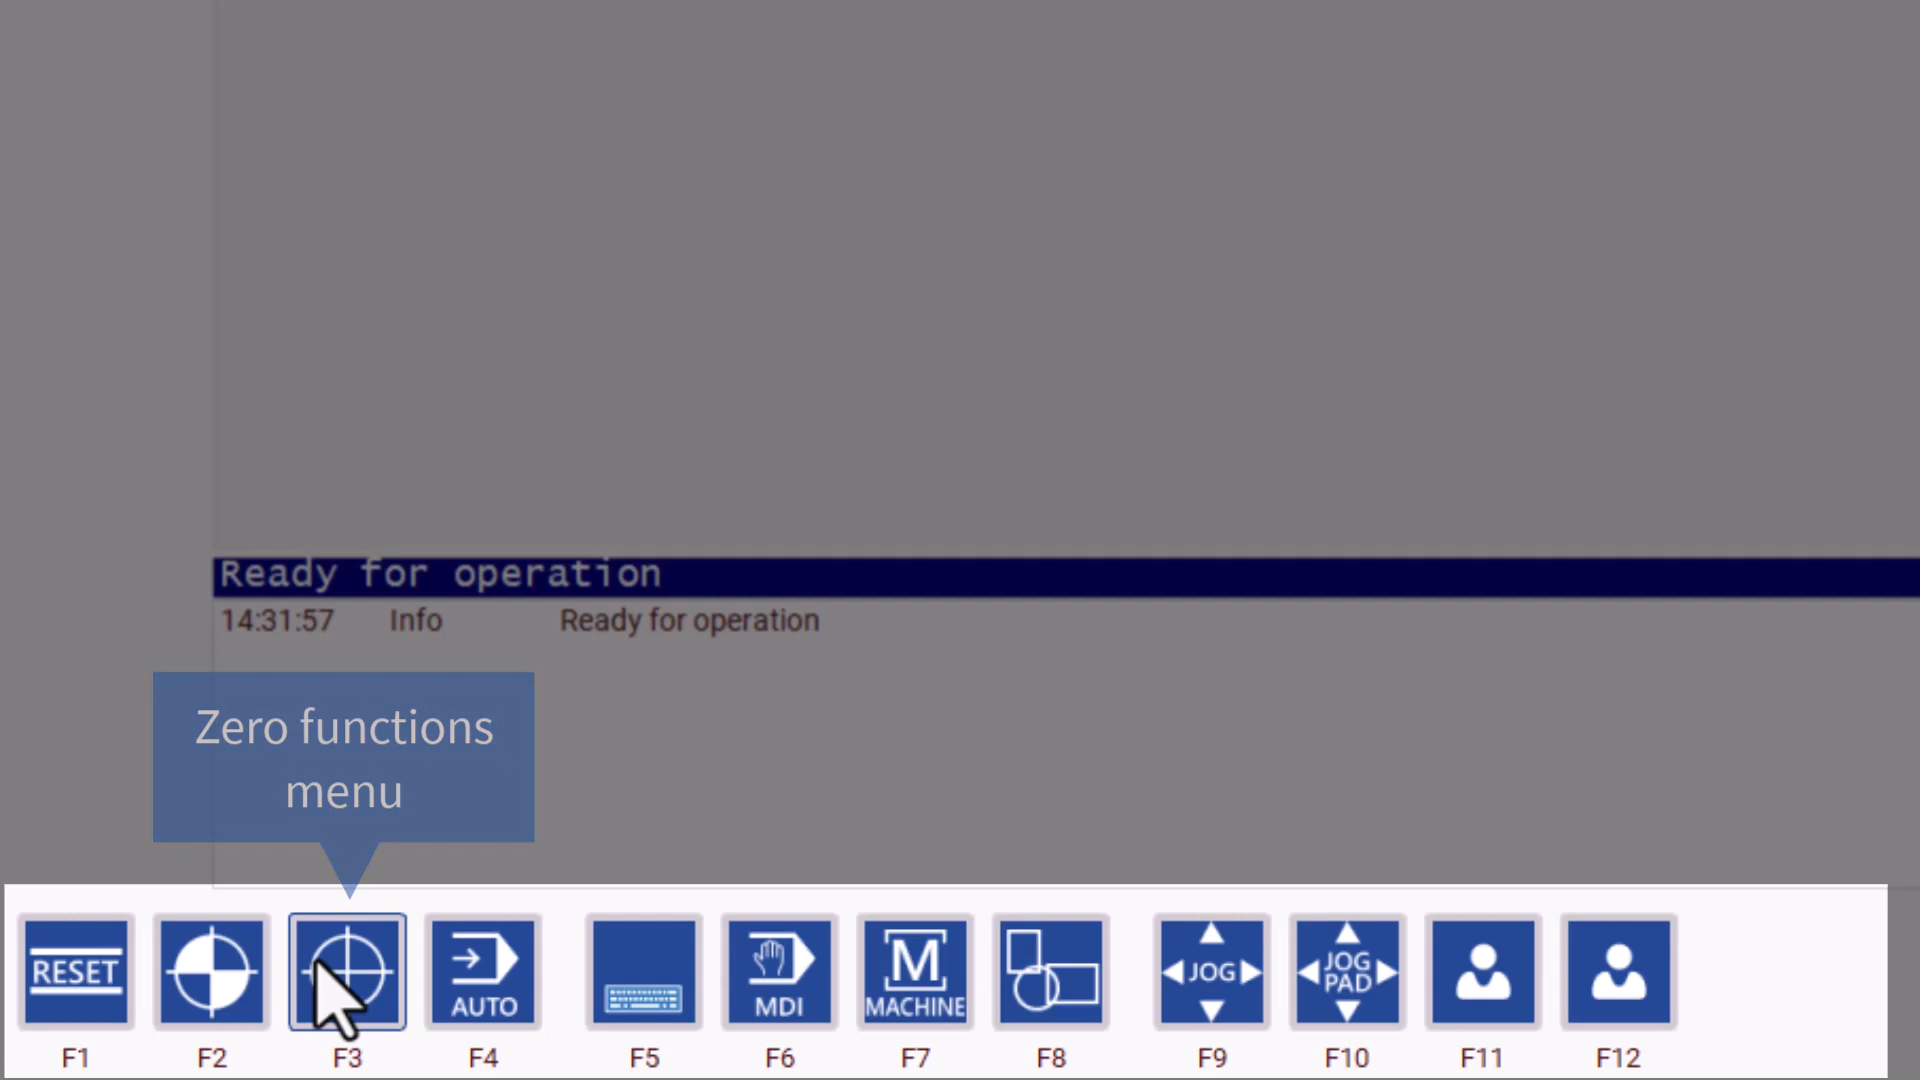 Ready for operation
14:31:57 Info Ready for operation
Zero functions
menu
RESET
AUTO
MDI
M
MACHINE
JOG
JOG
PAD
F1 F2 F3 F4 F5 F6 F7 F8 F9 F10 F11 F12